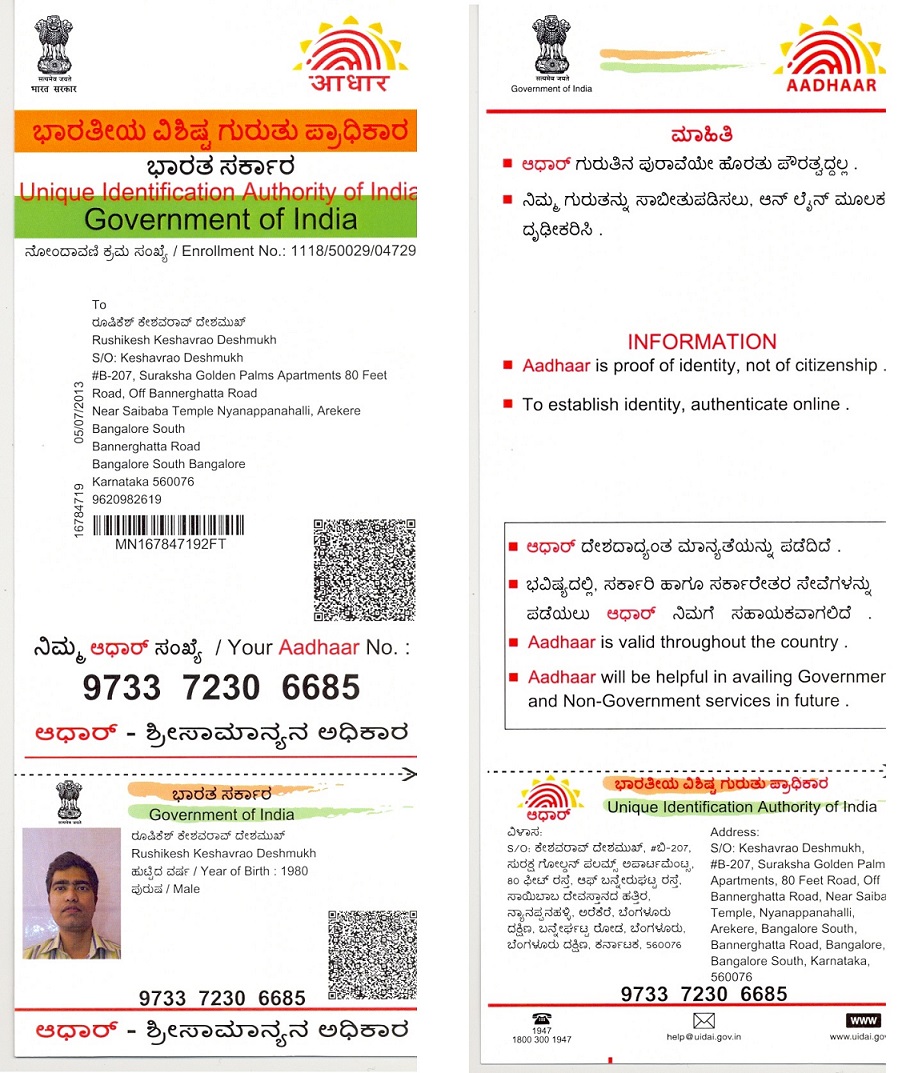 सत्यमेव जयते
भारत सरकार
आधार
ಭಾರತೀಯ ವಿಶಿಷ್ಟ ಗುರುತು ಪ್ರಾಧಿಕಾರ
ಭಾರತ ಸರ್ಕಾರ
Unique Identification Authority of India
Government of India
ನೋಂದಾವಣಿ ಕ್ರಮ ಸಂಖ್ಯೆ / Enrollment No.: 1118/50029/04729
To
ರೂಷಿಕೆಶ್ ಕೇಶವರಾವ್ ದೇಶಮುಖ್
Rushikesh Keshavrao Deshmukh
S/O: Keshavrao Deshmukh
#B-207, Suraksha Golden Palms Apartments 80 Feet
Road, Off Bannerghatta Road
Near Saibaba Temple Nyanappanahalli, Arekere
Bangalore South
Bannerghatta Road
Bangalore South Bangalore
Karnataka 560076
9620982619
05/07/2013
16784719
MN167847192FT
ನಿಮ್ಮ ಆಧಾರ್ ಸಂಖ್ಯೆ / Your Aadhaar No. :
9733 7230 6685
ಆಧಾರ್ - ಶ್ರೀಸಾಮಾನ್ಯನ ಅಧಿಕಾರ
ಭಾರತ ಸರ್ಕಾರ
Government of India
ರೂಷಿಕೆಶ್ ಕೇಶವರಾವ್ ದೇಶಮುಖ್
Rushikesh Keshavrao Deshmukh
ಹುಟ್ಟಿದ ವರ್ಷ / Year of Birth : 1980
ಪುರುಷ / Male
9733 7230 6685
ಆಧಾರ್ - ಶ್ರೀಸಾಮಾನ್ಯನ ಅಧಿಕಾರ
सत्यमेव जयते
Government of India
AADHAAR
ಮಾಹಿತಿ
ಆಧಾರ್ ಗುರುತಿನ ಪುರಾವೆಯೇ ಹೊರತು ಪೌರತ್ವದ್ದಲ್ಲ .
ನಿಮ್ಮ ಗುರುತನ್ನು ಸಾಬೀತುಪಡಿಸಲು, ಆನ್ ಲೈನ್ ಮೂಲಕ
ದೃಢೀಕರಿಸಿ .
INFORMATION
Aadhaar is proof of identity, not of citizenship .
To establish identity, authenticate online .
ಆಧಾರ್ ದೇಶದಾದ್ಯಂತ ಮಾನ್ಯತೆಯನ್ನು ಪಡೆದಿದೆ .
ಭವಿಷ್ಯದಲ್ಲಿ, ಸರ್ಕಾರಿ ಹಾಗೂ ಸರ್ಕಾರೇತರ ಸೇವೆಗಳನ್ನು
ಪಡೆಯಲು ಆಧಾರ್ ನಿಮಗೆ ಸಹಾಯಕವಾಗಲಿದೆ .
Aadhaar is valid throughout the country .
Aadhaar will be helpful in availing Governmer
and Non-Government services in future .
ಆಧಾರ್
ಭಾರತೀಯ ವಿಶಿಷ್ಟ ಗುರುತು ಪ್ರಾಧಿಕಾರ
Unique Identification Authority of India
ವಿಳಾಸ:
S/O: ಕೇಶವರಾವ್ ದೇಶಮುಖ್, #ಬಿ-207,
ಸುರಕ್ಷ ಗೋಲ್ಡನ್ ಪಲಮ್ಸ್ ಅಪಾರ್ಟಮೆಂಟ್ಸ,
80 ಫೀಟ್ ರಸ್ತೆ, ಆಫ್ ಬನ್ನೇರುಘಟ್ಟ ರಸ್ತೆ,
ಸಾಯಿಬಾಬ ದೇವಸ್ತಾನದ ಹತ್ತಿರ,
ನ್ಯಾನಪ್ಪನಹಳ್ಳಿ, ಅರೆಕೆರೆ, ಬೆಂಗಳೂರು
ದಕ್ಷಿಣ, ಬನ್ನೇರ್ಘಟ್ಟ ರೋಡ, ಬೆಂಗಳೂರು,
ಬೆಂಗಳೂರು ದಕ್ಷಿಣ, ಕರ್ನಾಟಕ, 560076
Address:
S/O: Keshavrao Deshmukh,
#B-207, Suraksha Golden Palm
Apartments, 80 Feet Road, Off
Bannerghatta Road, Near Saiba
Temple, Nyanappanahalli,
Arekere, Bangalore South,
Bannerghatta Road, Bangalore,
Bangalore South, Karnataka,
560076
9733 7230 6685
1947
1800 300 1947
help@uidai.gov.in
www
www.uidai.go